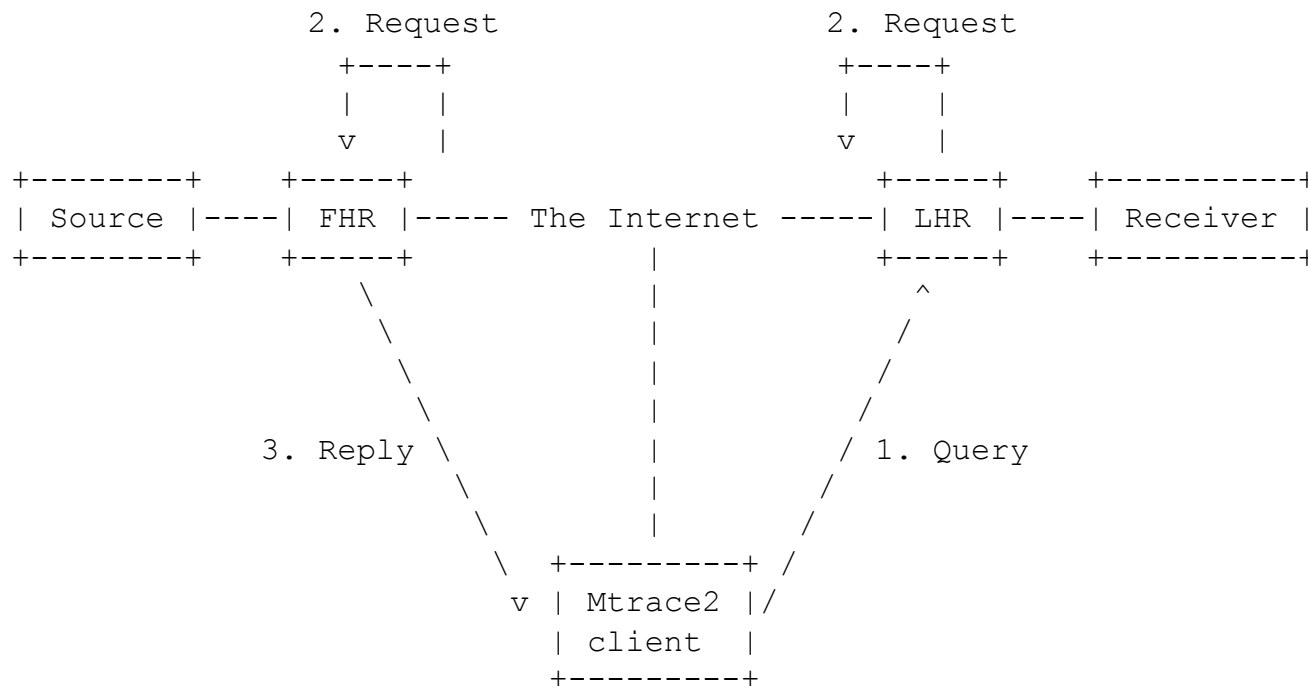 2. Request 2. Request
+----+ +----+
| | | |
v | v |
+--------+ +-----+ +-----+ +----------+
| Source |----| FHR |----- The Internet -----| LHR |----| Receiver |
+--------+ +-----+ | +-----+ +----------+
\ | ^
\ | /
\ | /
\ | /
\ | /
3. Reply \ | / 1. Query
\ | /
\ | /
\ +---------+ /
v | Mtrace2 |/
| client |
+---------+